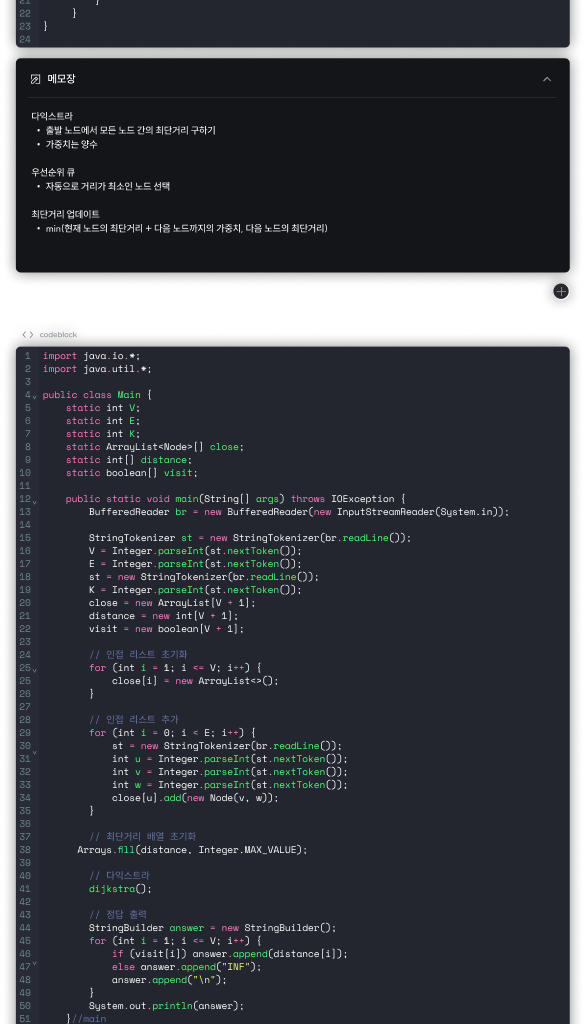 22 }
23 }
24
메모장
다익스트라
• 출발 노드에서 모든 노드 간의 최단거리 구하기
• 가중치는 양수
우선순위 큐
• 자동으로 거리가 최소인 노드 선택
최단거리 업데이트
• min(현재 노드의 최단거리 + 다음 노드까지의 가중치, 다음 노드의 최단거리)
<> codeblock
1 import java.io.*;
2 import java.util.*;
3
4 public class Main {
5 static int V;
6 static int E;
7 static int K;
8 static ArrayList<Node>[] close;
9 static int[] distance;
10 static boolean[] visit;
11
12 public static void main(String[] args) throws IOException {
13 BufferedReader br = new BufferedReader(new InputStreamReader(System.in));
14
15 StringTokenizer st = new StringTokenizer(br.readLine());
16 V = Integer.parseInt(st.nextToken());
17 E = Integer.parseInt(st.nextToken());
18 st = new StringTokenizer(br.readLine());
19 K = Integer.parseInt(st.nextToken());
20 close = new ArrayList[V + 1];
21 distance = new int[V + 1];
22 visit = new boolean[V + 1];
23
24 // 인접 리스트 초기화
25 for (int i = 1; i <= V; i++) {
25 close[i] = new ArrayList<>();
26 }
27
28 // 인접 리스트 추가
29 for (int i = 0; i < E; i++) {
30 st = new StringTokenizer(br.readLine());
31 int u = Integer.parseInt(st.nextToken());
32 int v = Integer.parseInt(st.nextToken());
33 int w = Integer.parseInt(st.nextToken());
34 close[u].add(new Node(v, w));
35 }
36
37 // 최단거리 배열 초기화
38 Arrays.fill(distance, Integer.MAX_VALUE);
39
40 // 다익스트라
41 dijkstra();
42
43 // 정답 출력
44 StringBuilder answer = new StringBuilder();
45 for (int i = 1; i <= V; i++) {
46 if (visit[i]) answer.append(distance[i]);
47 else answer.append("INF");
48 answer.append("\n");
49 }
50 System.out.println(answer);
51 }//main